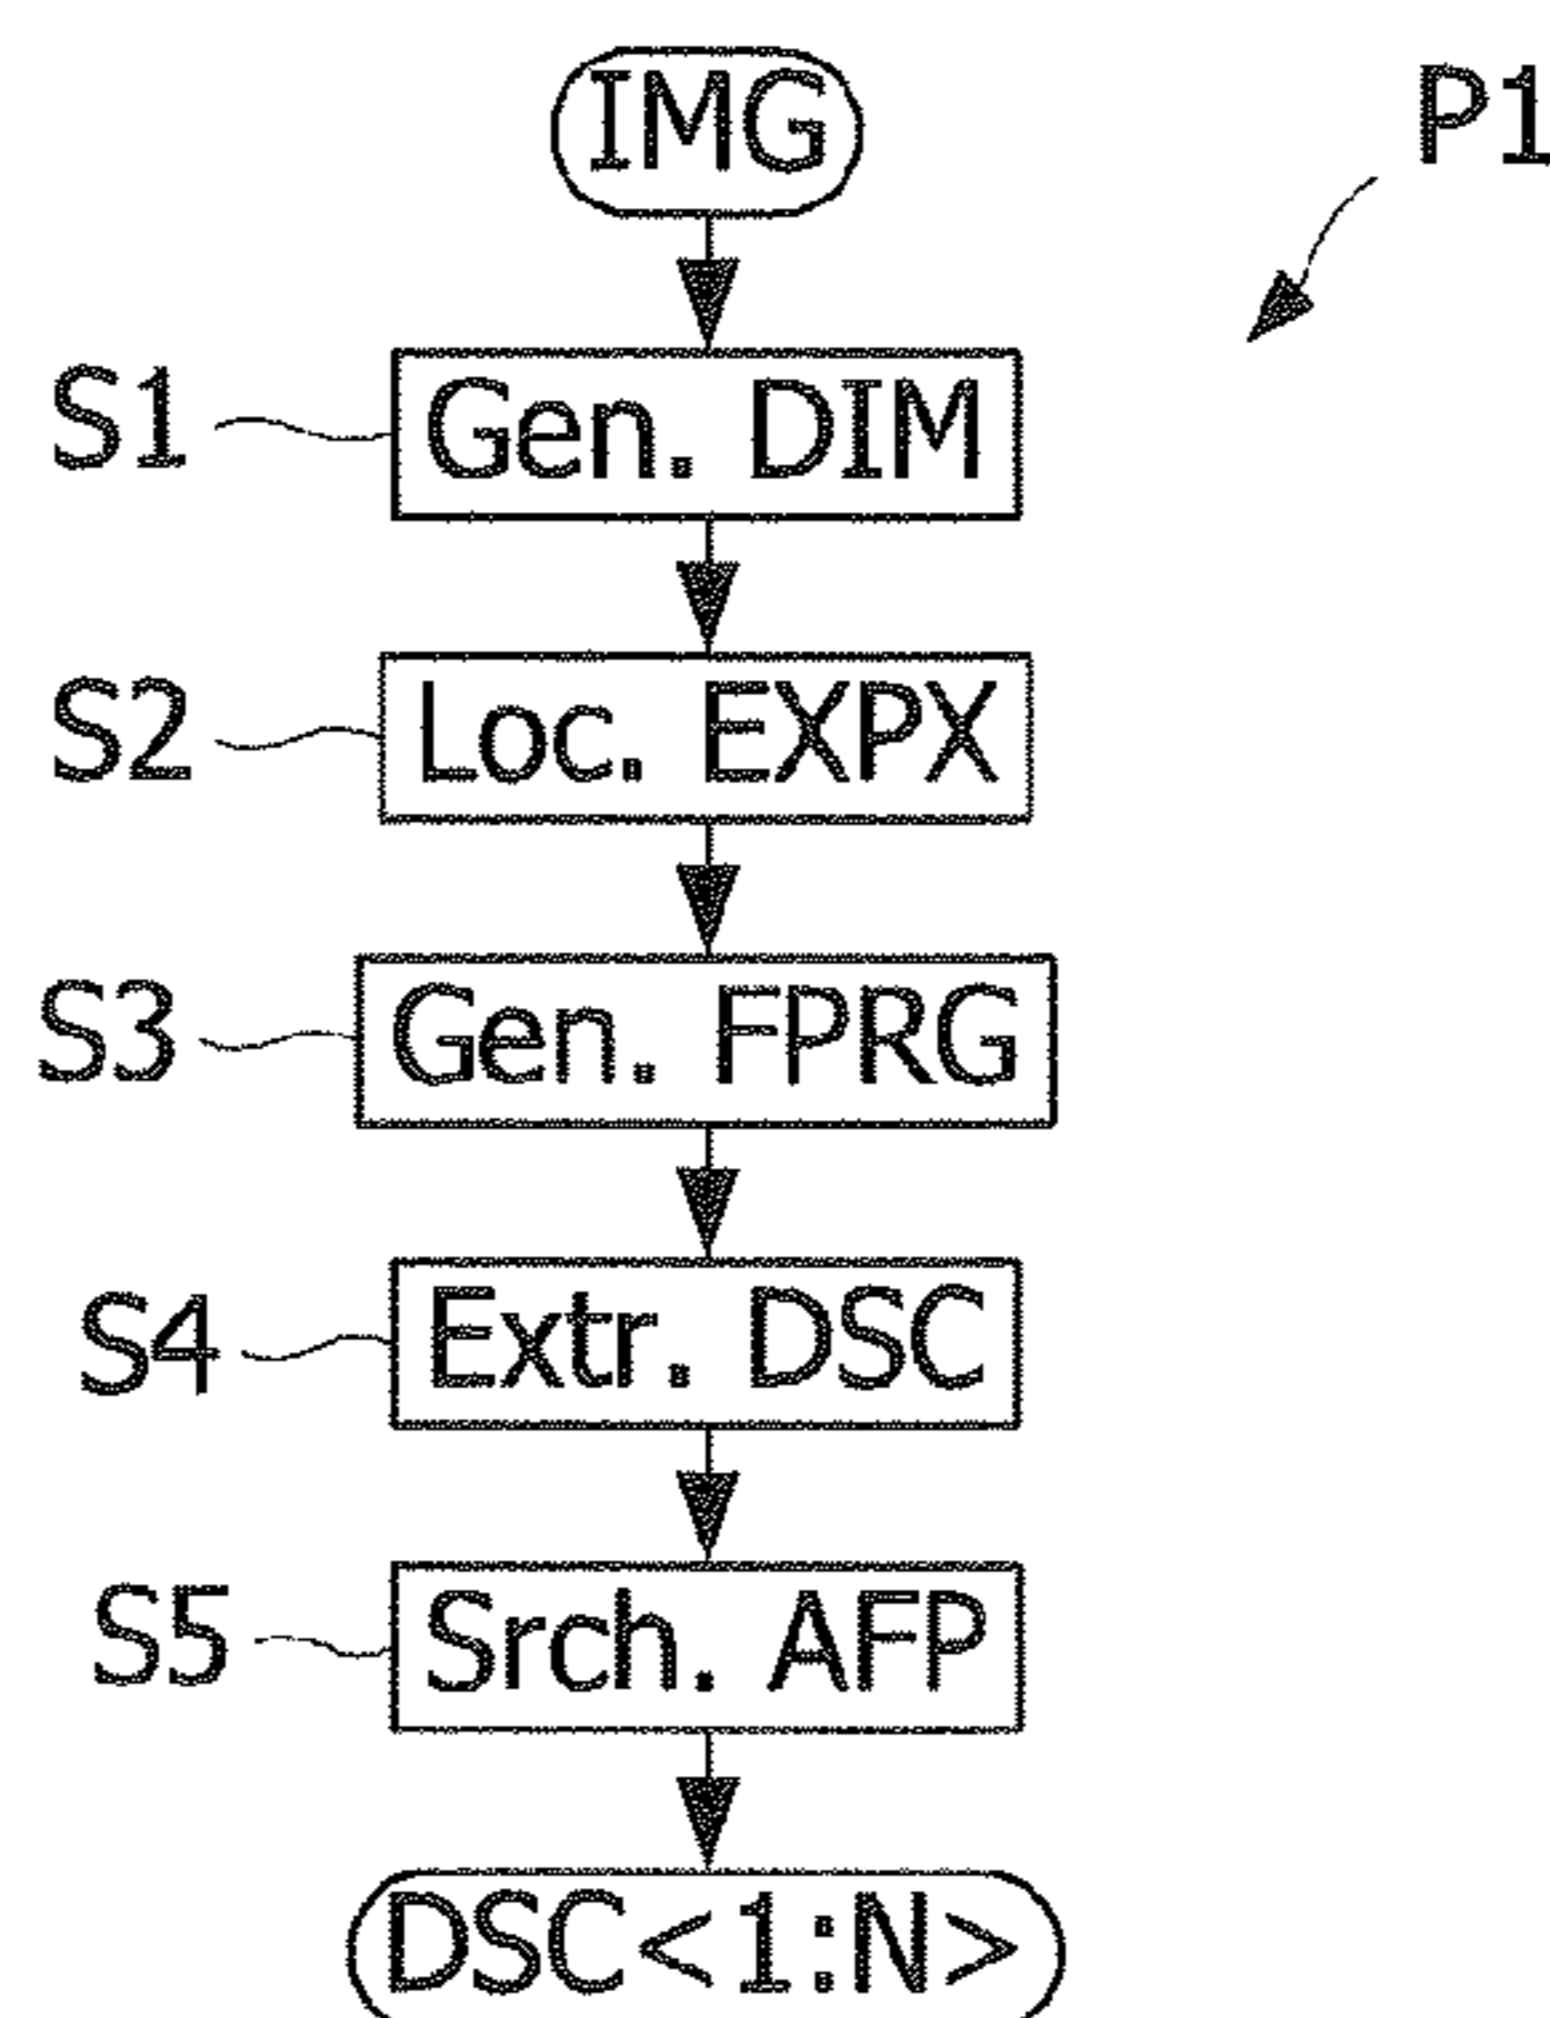 IMG
P1
S1 Gen. DIM
S2 Loc. EXPX
S3 Gen. FPRG
S4 Extr. DSC
S5 Srch. AFP
DSC<1:N>